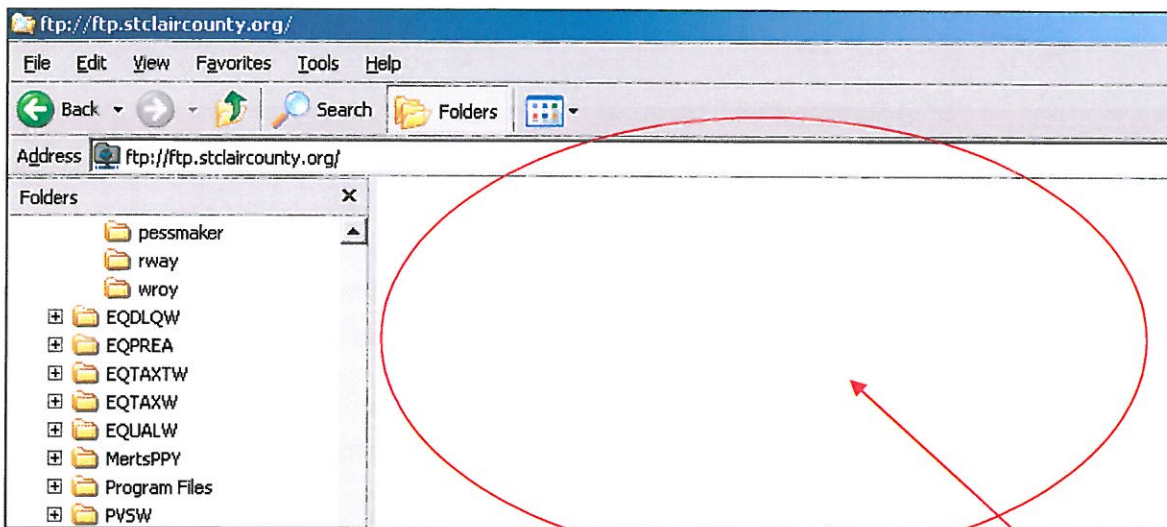 ftp://ftp.stclaircounty.org/
File Edit View Favorites Tools Help
Back Search Folders
Address ftp://ftp.stclaircounty.org/
Folders
pessmaker
rway
wroy
EQDLQW
EQPREA
EQTAXTW
EQTAXW
EQUALW
MertsPPY
Program Files
PVSW